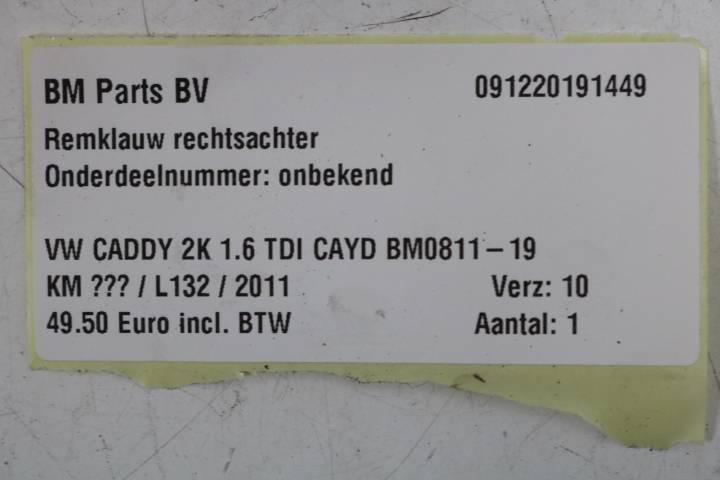 BM Parts BV 091220191449
Remklauw rechtsachter
Onderdeelnummer: onbekend
VW CADDY 2K 1.6 TDI CAYD BM0811-19
KM ??? / L132 / 2011 Verz: 10
49.50 Euro incl. BTW Aantal: 1